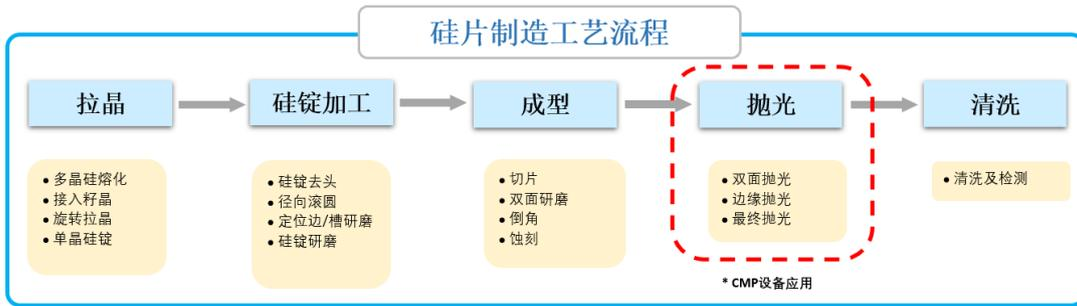 硅片制造工艺流程
拉晶
硅锭加工
成型
抛光
清洗
• 多晶硅熔化
• 接入籽晶
• 旋转拉晶
• 单晶硅锭
• 硅锭去头
• 径向滚圆
• 定位边/槽研磨
• 硅锭研磨
• 切片
• 双面研磨
• 倒角
• 蚀刻
• 双面抛光
• 边缘抛光
• 最终抛光
• 清洗及检测
* CMP设备应用